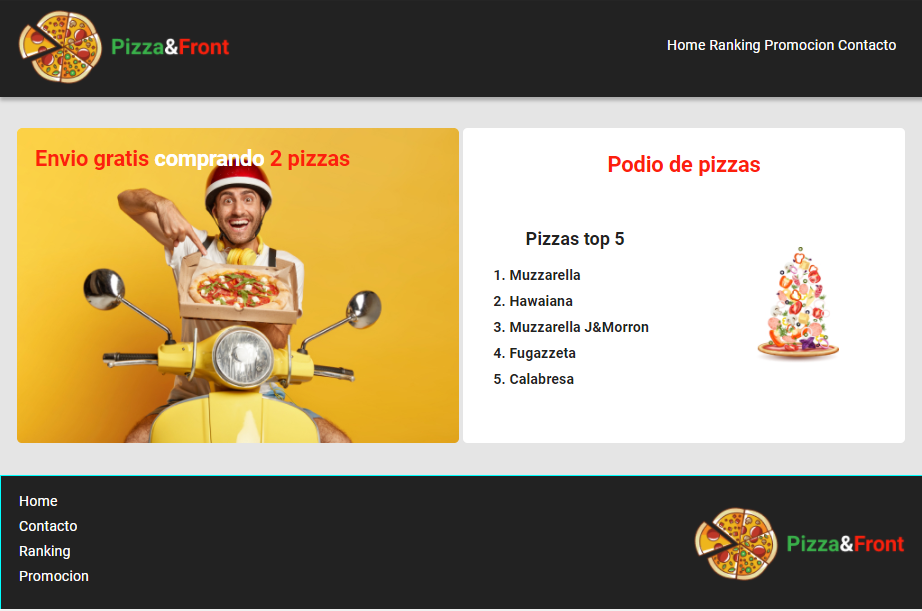 Pizza&Front
Home Ranking Promocion Contacto
Envio gratis comprando 2 pizzas
Podio de pizzas
Pizzas top 5
1. Muzzarella
2. Hawaiana
3. Muzzarella J&Morron
4. Fugazzeta
5. Calabresa
Home
Contacto
Ranking
Promocion
Pizza&Front